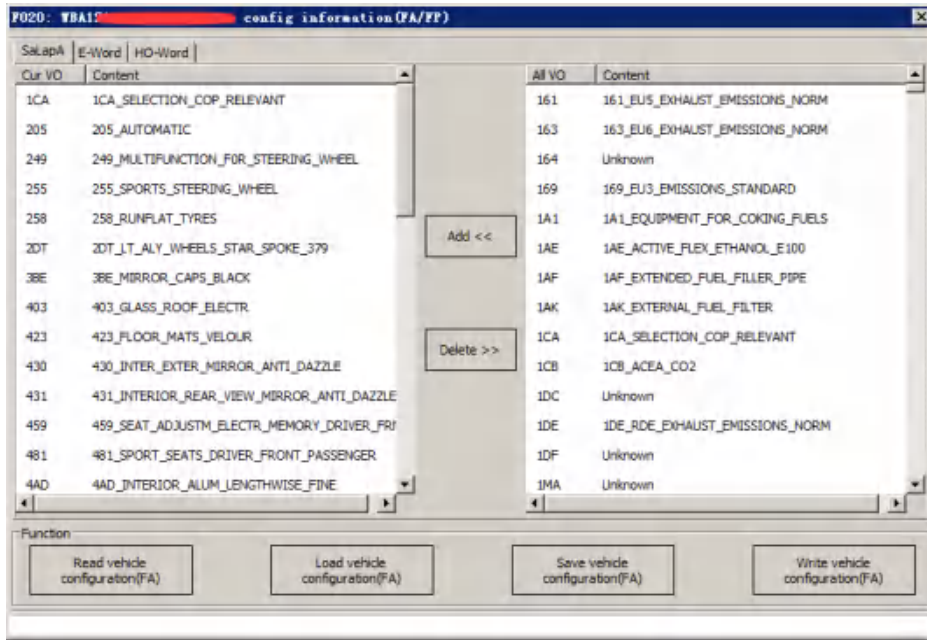 F020: WBA1S config information(FA/FP)
SaLapA E-Word HO-Word
Cur VO Content
1CA 1CA_SELECTION_COP_RELEVANT
205 205_AUTOMATIC
249 249_MULTIFUNCTION_F0R_STEERING_WHEEL
255 255_SPORTS_STEERING_WHEEL
258 258_RUNFLAT_TYRES
2DT 2DT_LT_ALY_WHEELS_STAR_SPOKE_379
3BE 3BE_MIRROR_CAPS_BLACK
403 403_GLASS_ROOF_ELECTR
423 423_FLOOR_MATS_VELOUR
430 430_INTER_EXTER_MIRROR_ANTI_DAZZLE
431 431_INTERIOR_REAR_VIEW_MIRROR_ANTI_DAZZLE
459 459_SEAT_ADJUSTM_ELECTR_MEMORY_DRIVER_FRI
481 481_SPORT_SEATS_DRIVER_FRONT_PASSENGER
4AD 4AD_INTERIOR_ALUM_LENGTHWISE_FINE
Add <<
Delete >>
All VO Content
161 161_EU5_EXHAUST_EMISSIONS_NORM
163 163_EU6_EXHAUST_EMISSIONS_NORM
164 Unknown
169 169_EU3_EMISSIONS_STANDARD
1A1 1A1_EQUIPMENT_FOR_COKING_FUELS
1AE 1AE_ACTIVE_FLEX_ETHANOL_E100
1AF 1AF_EXTENDED_FUEL_FILLER_PIPE
1AK 1AK_EXTERNAL_FUEL_FILTER
1CA 1CA_SELECTION_COP_RELEVANT
1CB 1CB_ACEA_CO2
1DC Unknown
1DE 1DE_RDE_EXHAUST_EMISSIONS_NORM
1DF Unknown
1MA Unknown
Function
Read vehicle
configuration(FA)
Load vehicle
configuration(FA)
Save vehicle
configuration(FA)
Write vehicle
configuration(FA)